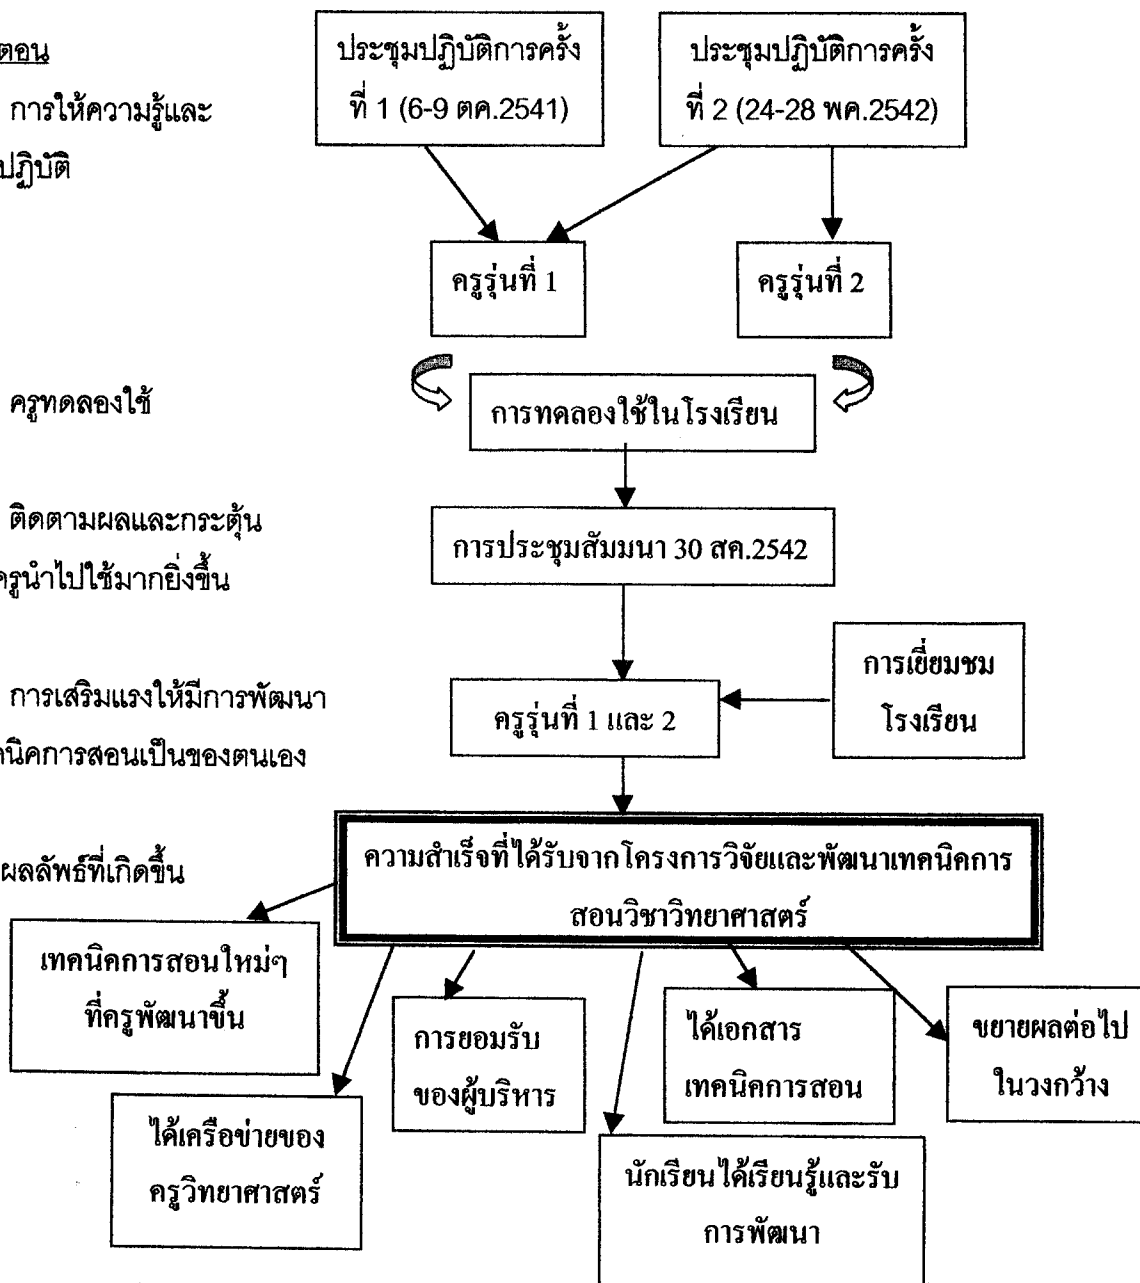 ตอน
การให้ความรู้และ
ปฏิบัติ
ประชุมปฏิบัติการครั้ง
ที่ 1 (6-9 ตค.2541)
ประชุมปฏิบัติการครั้ง
ที่ 2 (24-28 พค.2542)
ครูรุ่นที่ 1
ครูรุ่นที่ 2
ครูทดลองใช้
การทดลองใช้ในโรงเรียน
ติดตามผลและกระตุ้น
ครูนำไปใช้มากยิ่งขึ้น
การประชุมสัมมนา 30 สค.2542
การเสริมแรงให้มีการพัฒนา
นิคการสอนเป็นของตนเอง
ครูรุ่นที่ 1 และ 2
การเยี่ยมชม
โรงเรียน
ผลลัพธ์ที่เกิดขึ้น
ความสำเร็จที่ได้รับจากโครงการวิจัยและพัฒนาเทคนิคการ
สอนวิชาวิทยาศาสตร์
เทคนิคการสอนใหม่ๆ
ที่ครูพัฒนาขึ้น
ได้เครือข่ายของ
ครูวิทยาศาสตร์
การยอมรับ
ของผู้บริหาร
นักเรียนได้เรียนรู้และรับ
การพัฒนา
ได้เอกสาร
เทคนิคการสอน
ขยายผลต่อไป
ในวงกว้าง